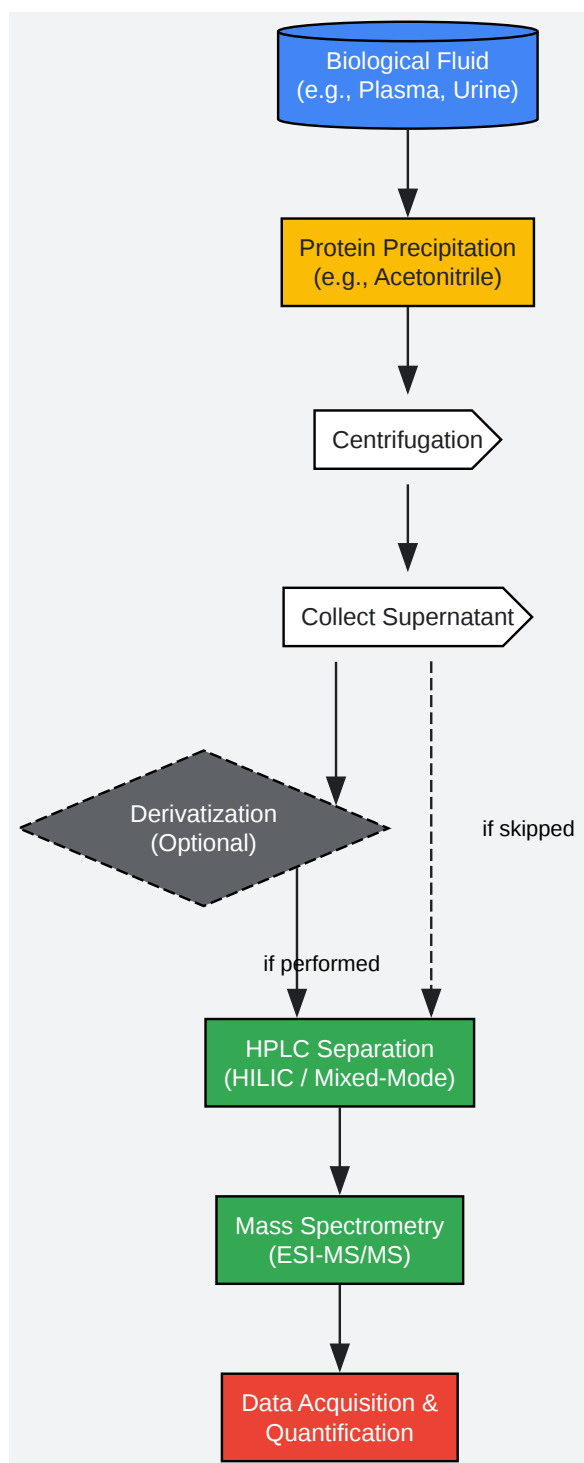 Biological Fluid
(e.g., Plasma, Urine)
Protein Precipitation
(e.g., Acetonitrile)
Centrifugation
Collect Supernatant
Derivatization
(Optional)
if skipped
if performed
HPLC Separation
(HILIC / Mixed-Mode)
Mass Spectrometry
(ESI-MS/MS)
Data Acquisition &
Quantification